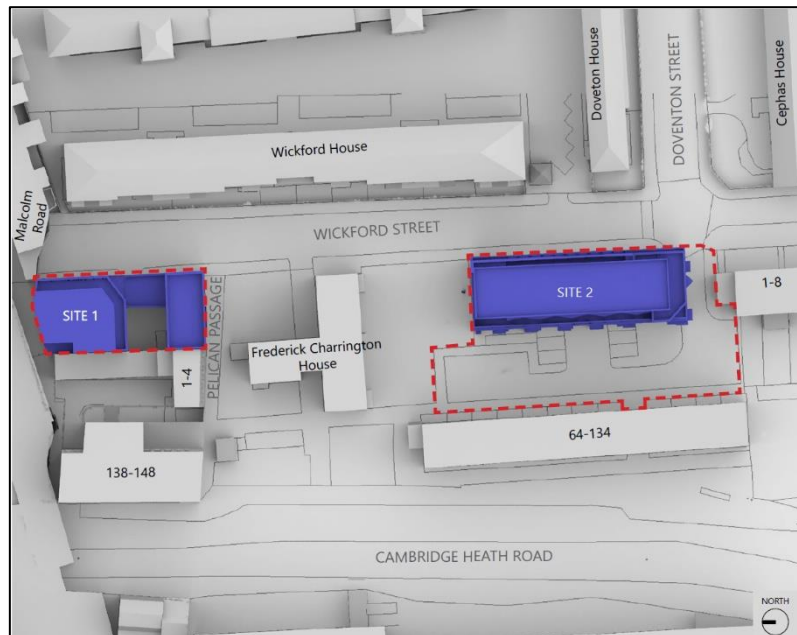 Wickford House
Doveton House
DOVENTON STREET
Cephas House
Malcolm
Road
WICKFORD STREET
SITE 1
SITE 2
1-8
PELICAN PASSAGE
1-4
Frederick Charrington
House
138-148
64-134
CAMBRIDGE HEATH ROAD
NORTH